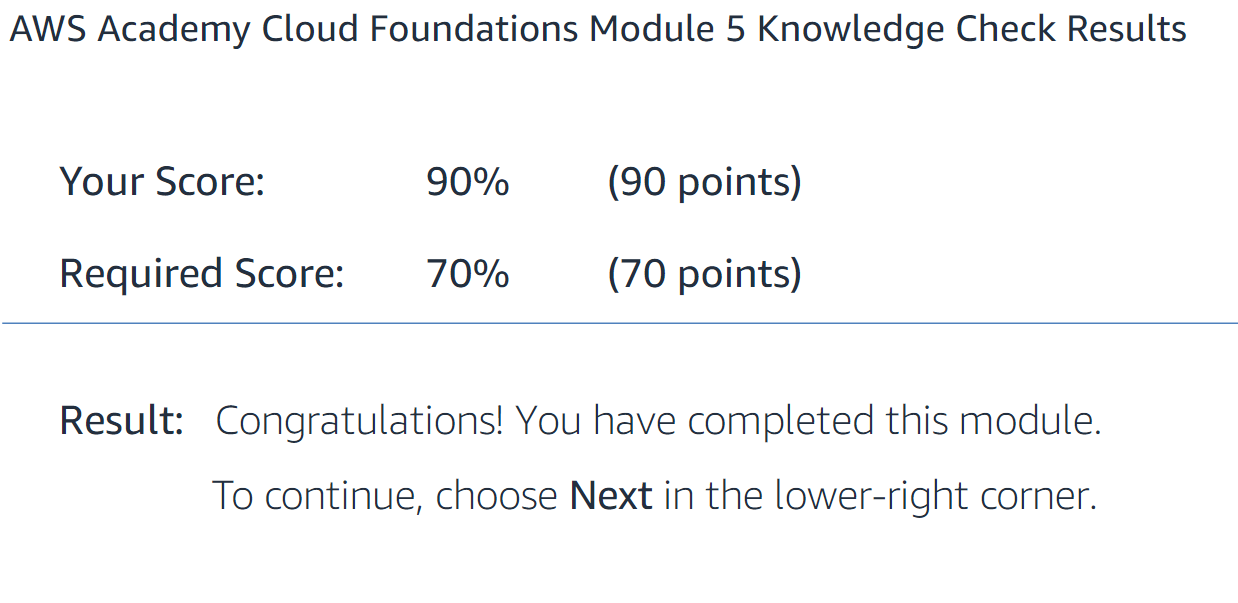 AWS Academy Cloud Foundations Module 5 Knowledge Check Results
Your Score: 90% (90 points)
Required Score: 70% (70 points)
Result: Congratulations! You have completed this module.
To continue, choose Next in the lower-right corner.